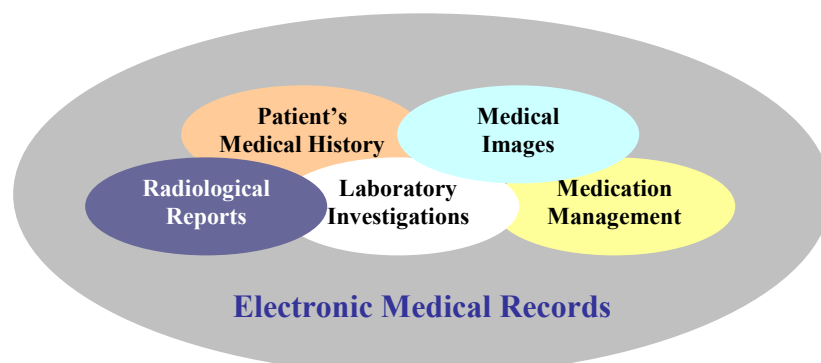 Patient’s
Medical History
Medical
Images
Radiological
Reports
Laboratory
Investigations
Medication
Management
Electronic Medical Records